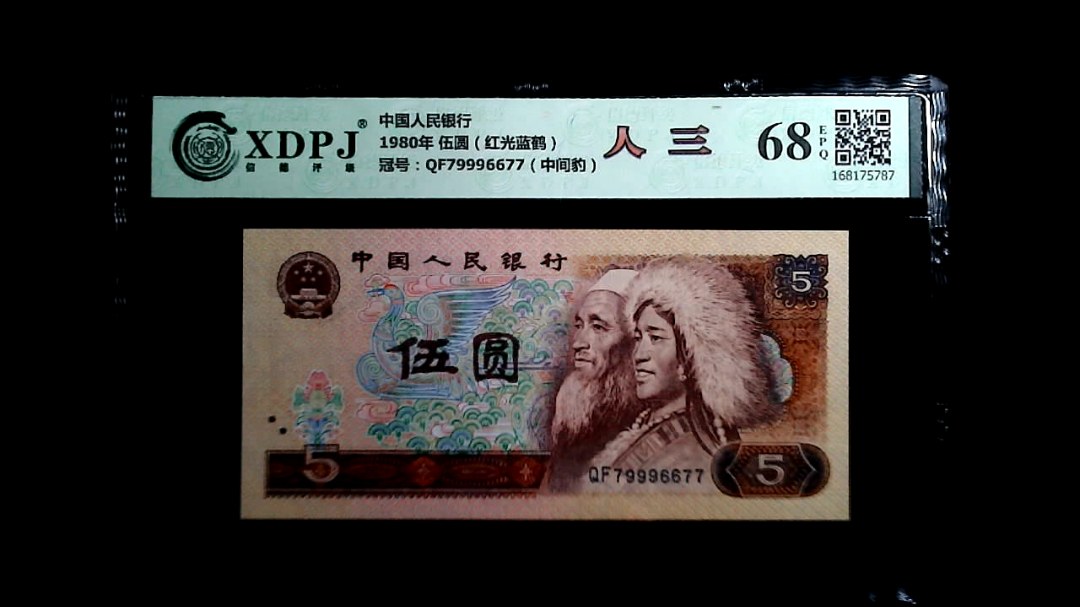 XDPJ®
信德评级
中国人民银行
1980年 伍圆（红光蓝鹤）
冠号：QF79996677（中间豹）
人 三
68
EPQ
168175787
中国人民银行
5
伍圆
5
QF79996677
5